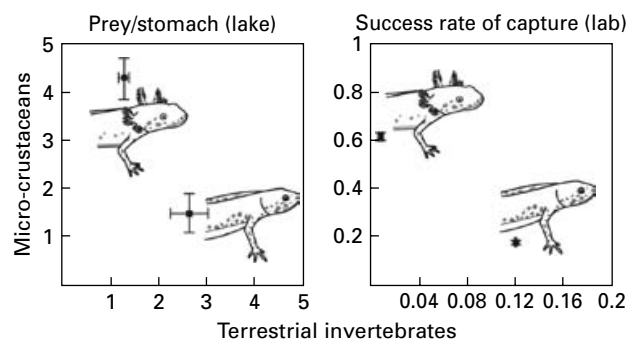 Prey/stomach (lake)
Success rate of capture (lab)
Micro-crustaceans
5
4
3
2
1
1 2 3 4 5
1
0.8
0.6
0.4
0.2
0.04 0.08 0.12 0.16 0.2
Terrestrial invertebrates